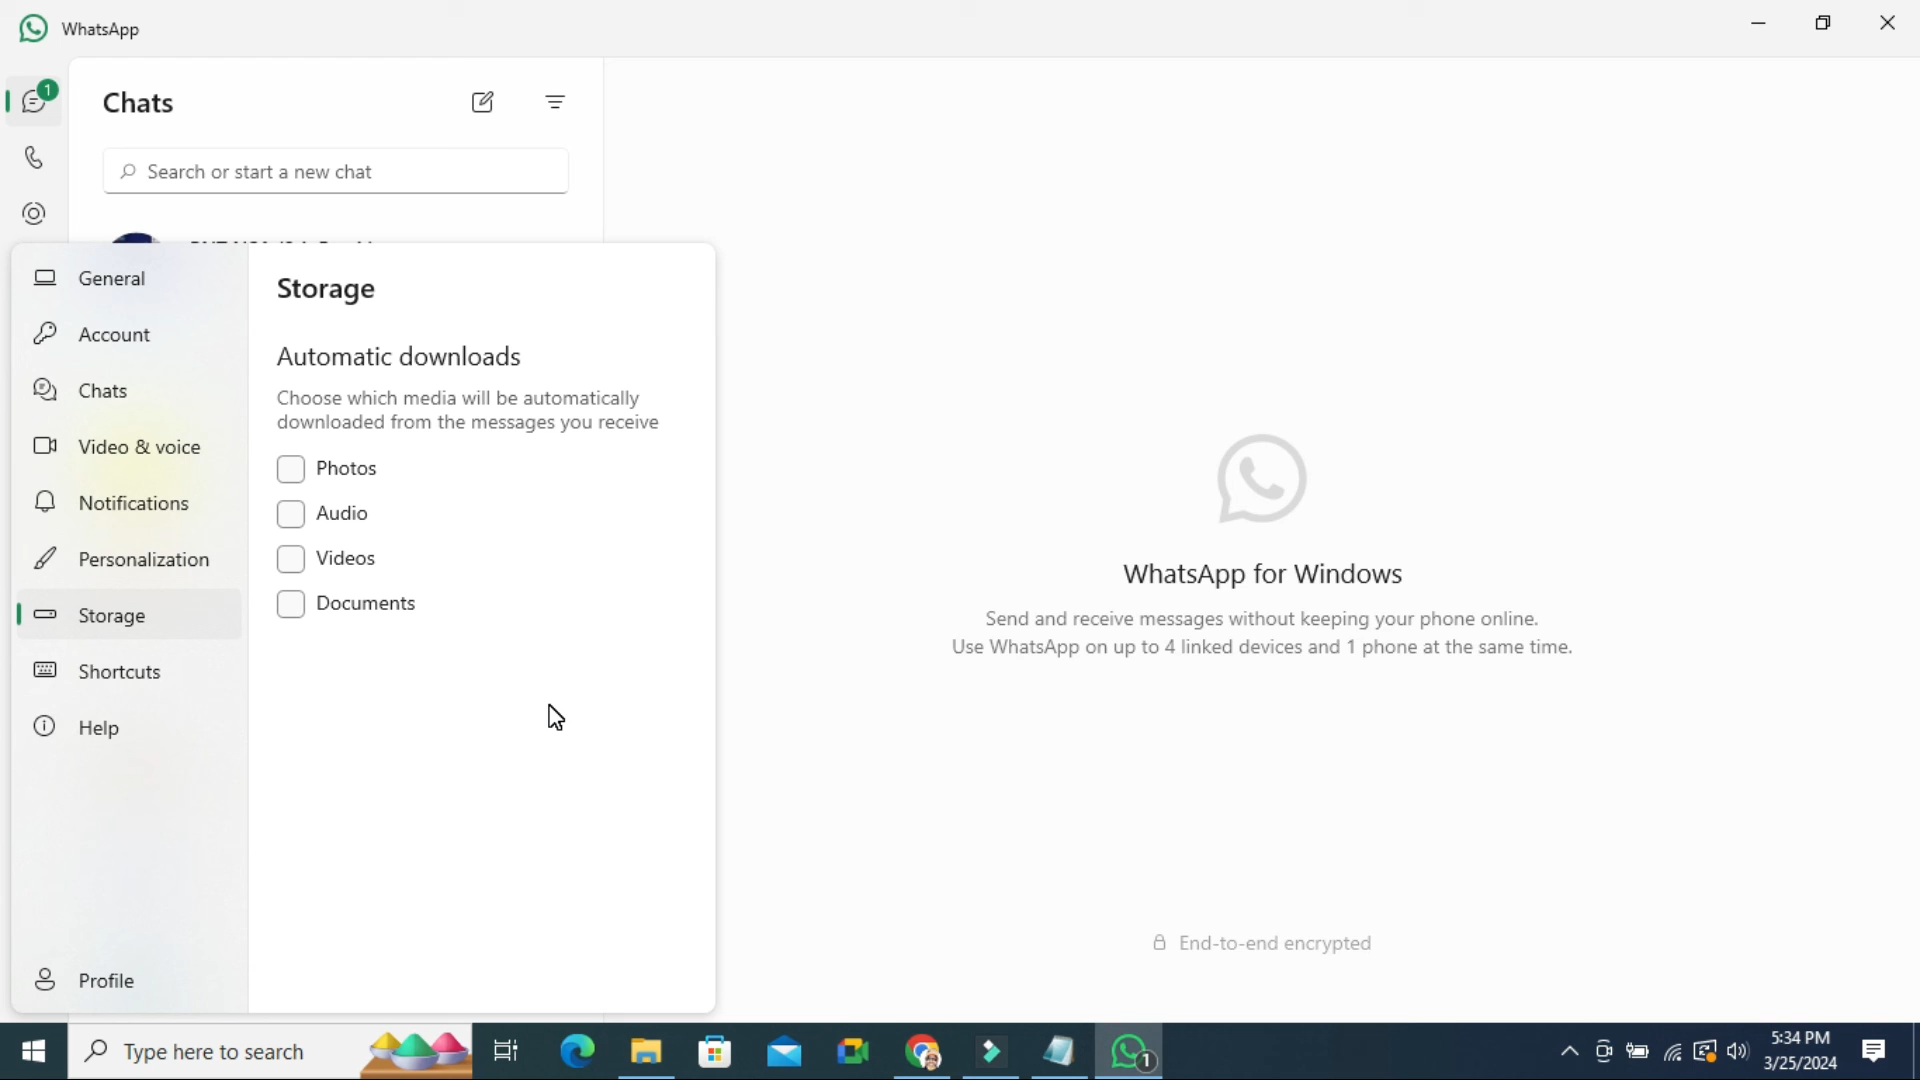 WhatsApp
1
Chats
Search or start a new chat
General
Account
Chats
Video & voice
Notifications
Personalization
Storage
Shortcuts
Help
Profile
Storage
Automatic downloads
Choose which media will be automatically
downloaded from the messages you receive
Photos
Audio
Videos
Documents
WhatsApp for Windows
Send and receive messages without keeping your phone online.
Use WhatsApp on up to 4 linked devices and 1 phone at the same time.
End-to-end encrypted
Type here to search
1
5:34 PM
3/25/2024